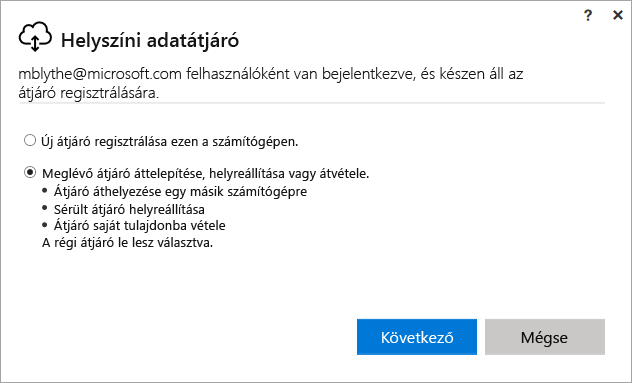 ? ×
Helyszíni adatátjáró
mblythe@microsoft.com felhasználóként van bejelentkezve, és készen áll az
átjáró regisztrálására.
Új átjáró regisztrálása ezen a számítógépen.
Meglévő átjáró áttelepítése, helyreállítása vagy átvétele.
• Átjáró áthelyezése egy másik számítógépre
• Sérült átjáró helyreállítása
• Átjáró saját tulajdonba vétele
A régi átjáró le lesz választva.
Következő Mégse